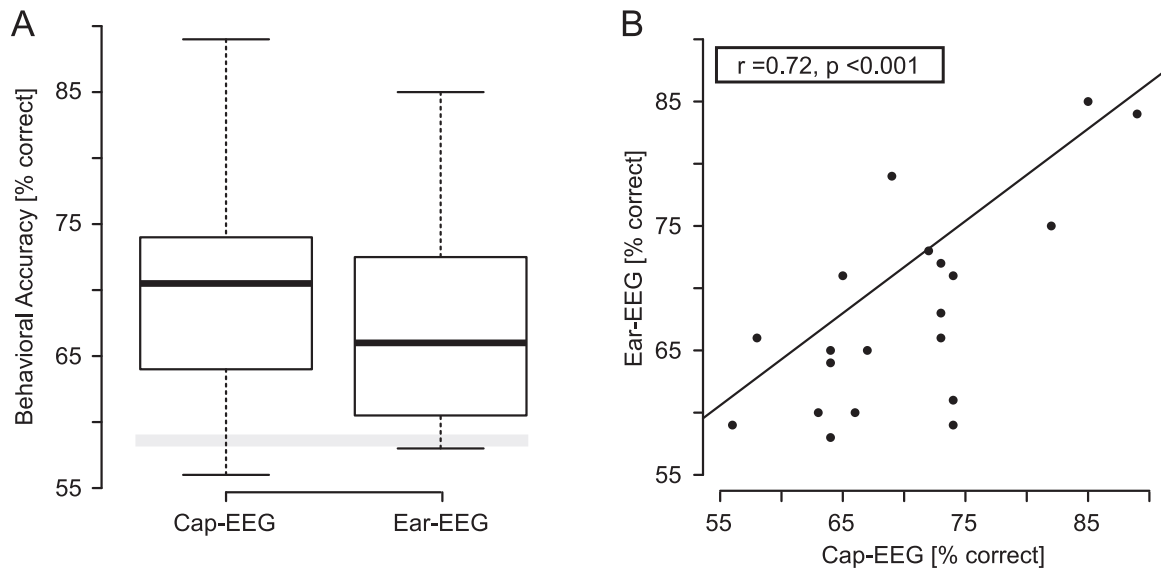 A
Behavioral Accuracy [% correct]
85
75
65
55
Cap-EEG
Ear-EEG
B
r =0.72, p <0.001
Ear-EEG [% correct]
85
75
65
55
55 65 75 85
Cap-EEG [% correct]